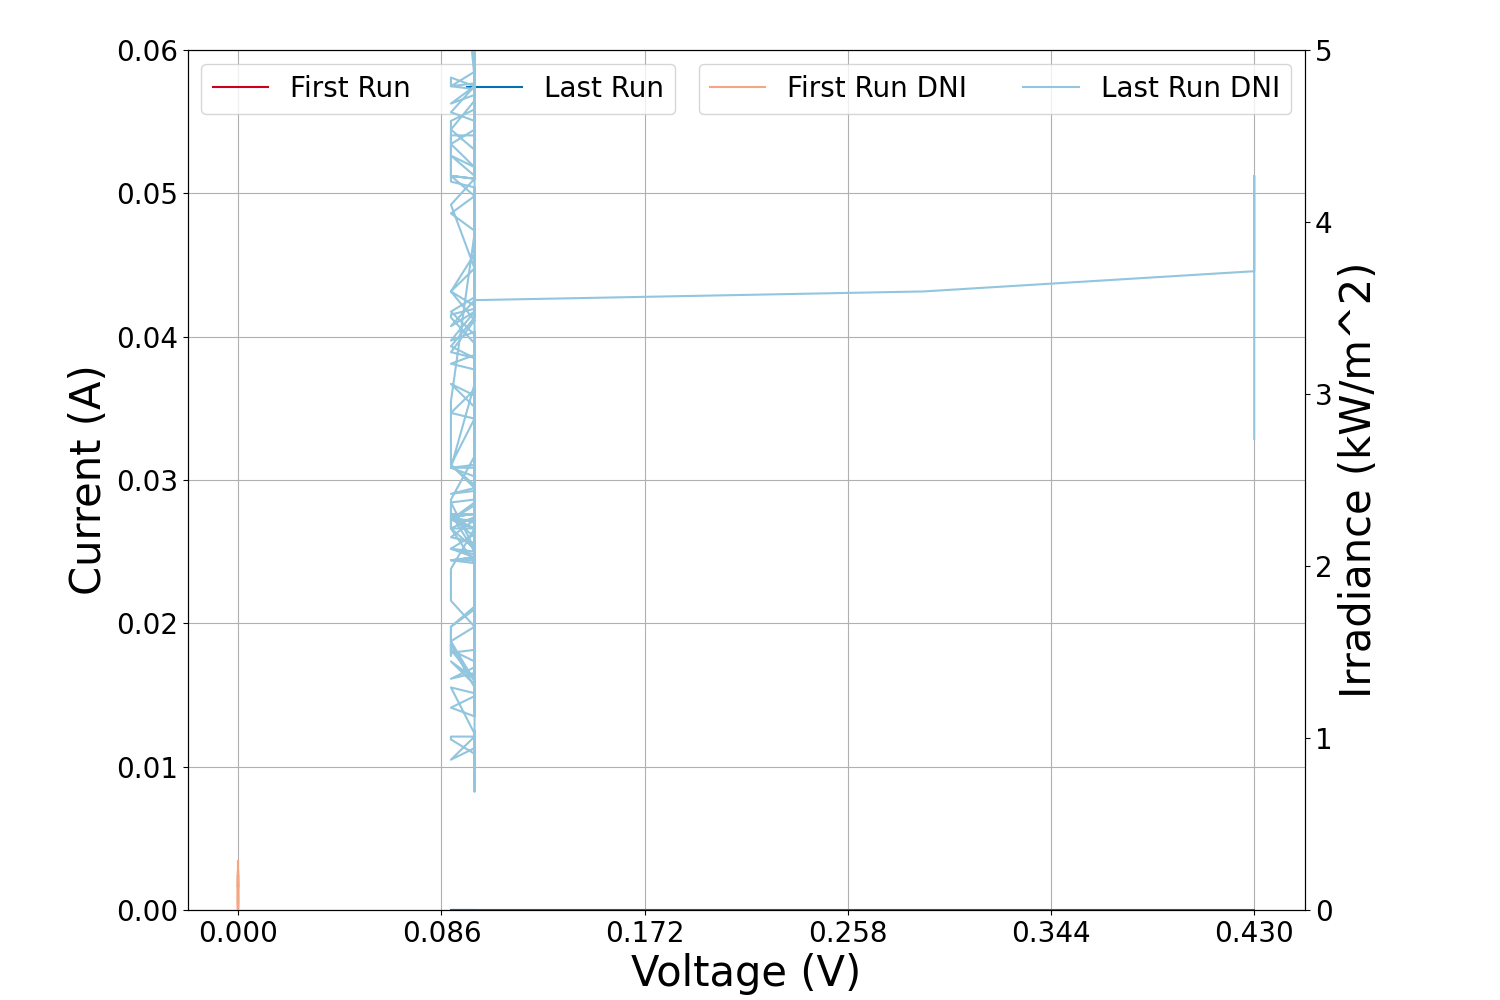 First Run
Last Run
First Run DNI
Last Run DNI
Current (A)
0.06
0.05
0.04
0.03
0.02
0.01
0.00
Irradiance (kW/m^2)
5
4
3
2
1
0
0.000 0.086 0.172 0.258 0.344 0.430
Voltage (V)